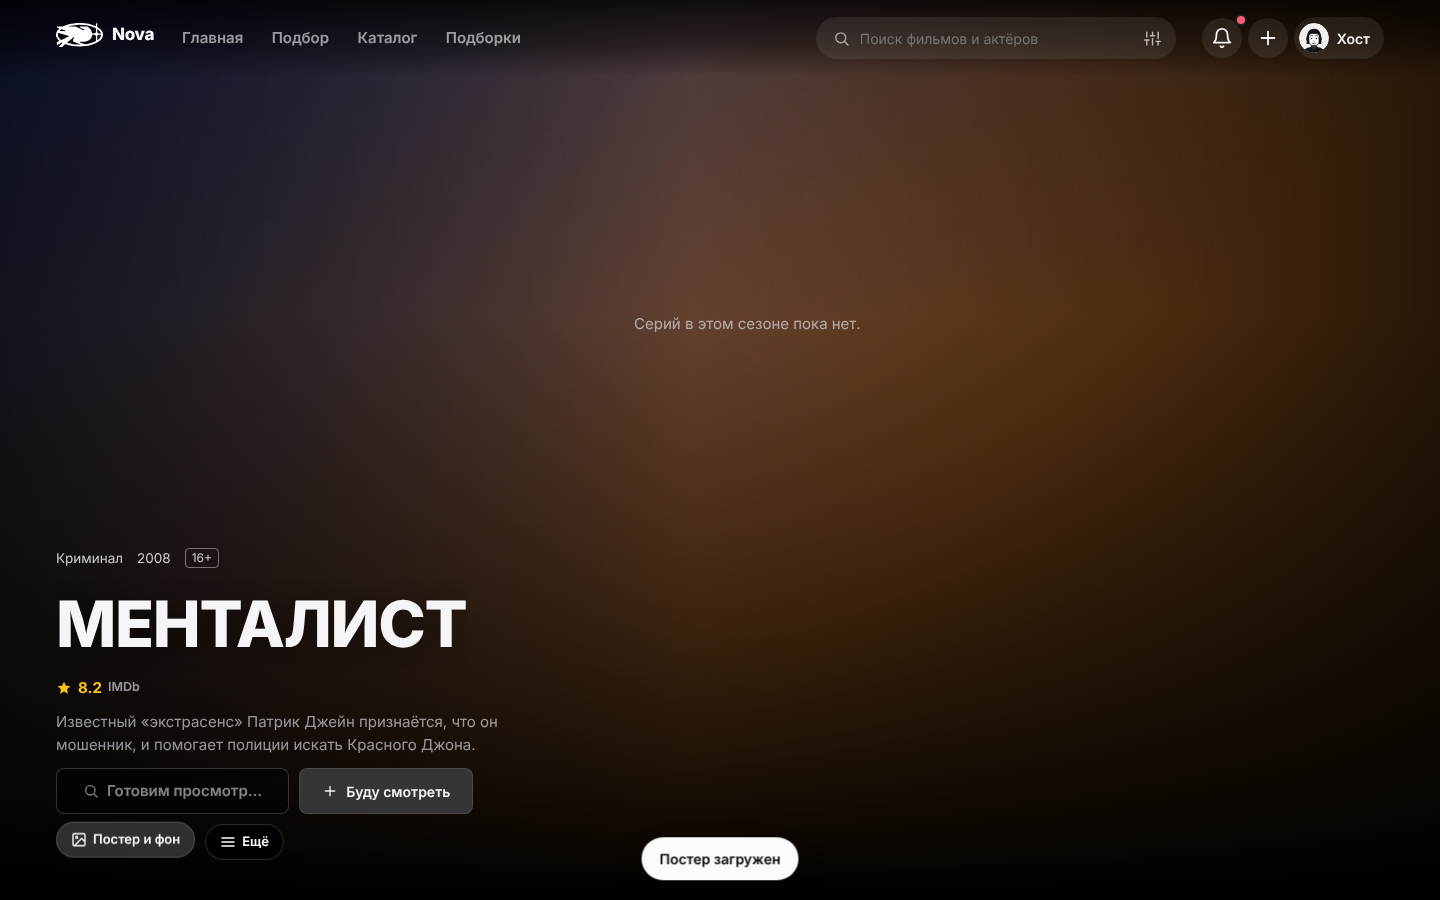 Nova
Главная
Подбор
Каталог
Подборки
Поиск фильмов и актёров
Хост
Серий в этом сезоне пока нет.
Криминал 2008 16+
МЕНТАЛИСТ
8.2 IMDb
Известный «экстрасенс» Патрик Джейн признаётся, что он
мошенник, и помогает полиции искать Красного Джона.
Готовим просмотр...
Буду смотреть
Постер и фон
Ещё
Постер загружен